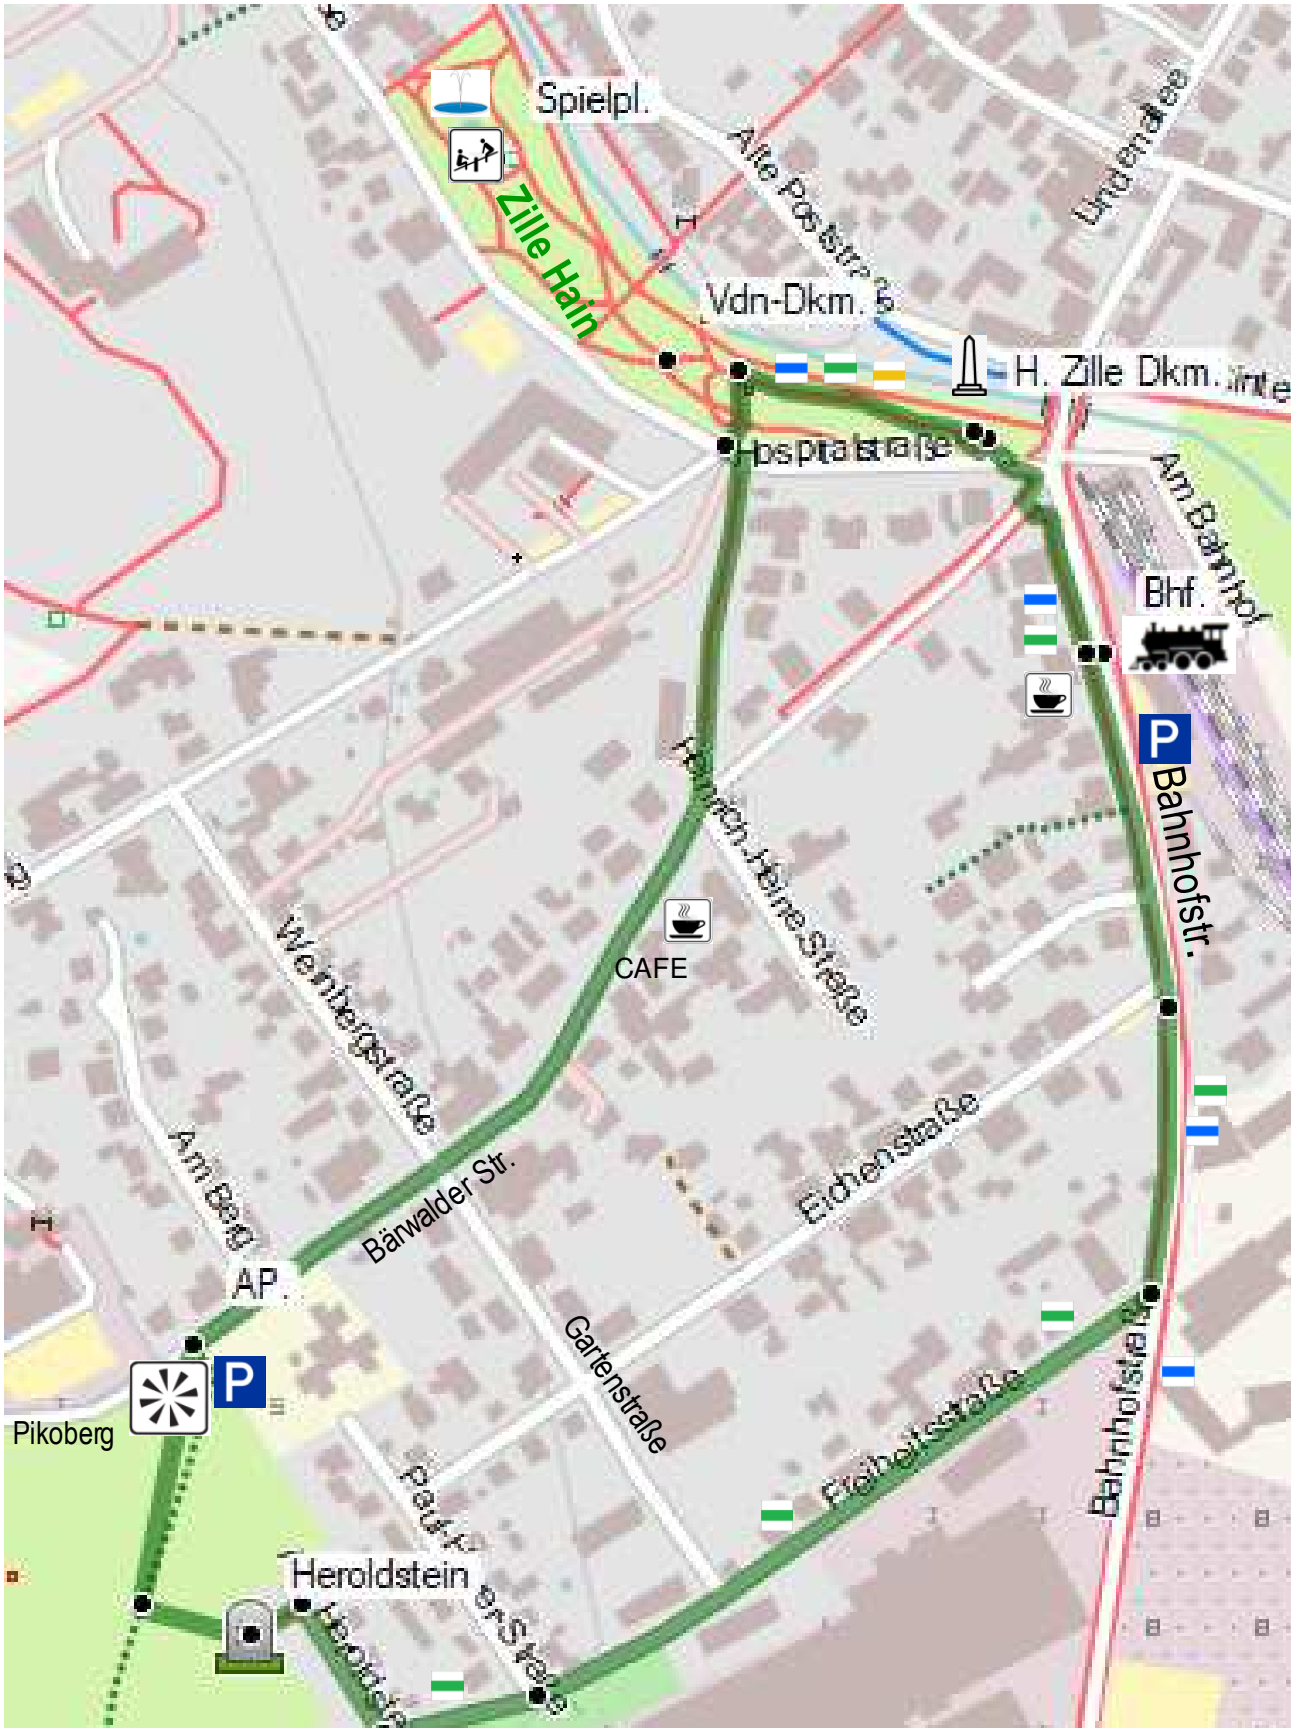 Spielpl.
Lindenallee
Alte Poststraße
Zille Hain
Vdn-Dkm.
H. Zille Dkm.
Hospitalstraße
Am Bahnhof
Bhf.
P
Bahnhofstr.
Heinrich-Heine-Straße
CAFE
Weinbergstraße
Eichenstraße
Am Berg
Bärwalder Str.
AP.
P
Gartenstraße
Bahnhofstraß
Freiheitsstraße
Pikoberg
Heroldstein